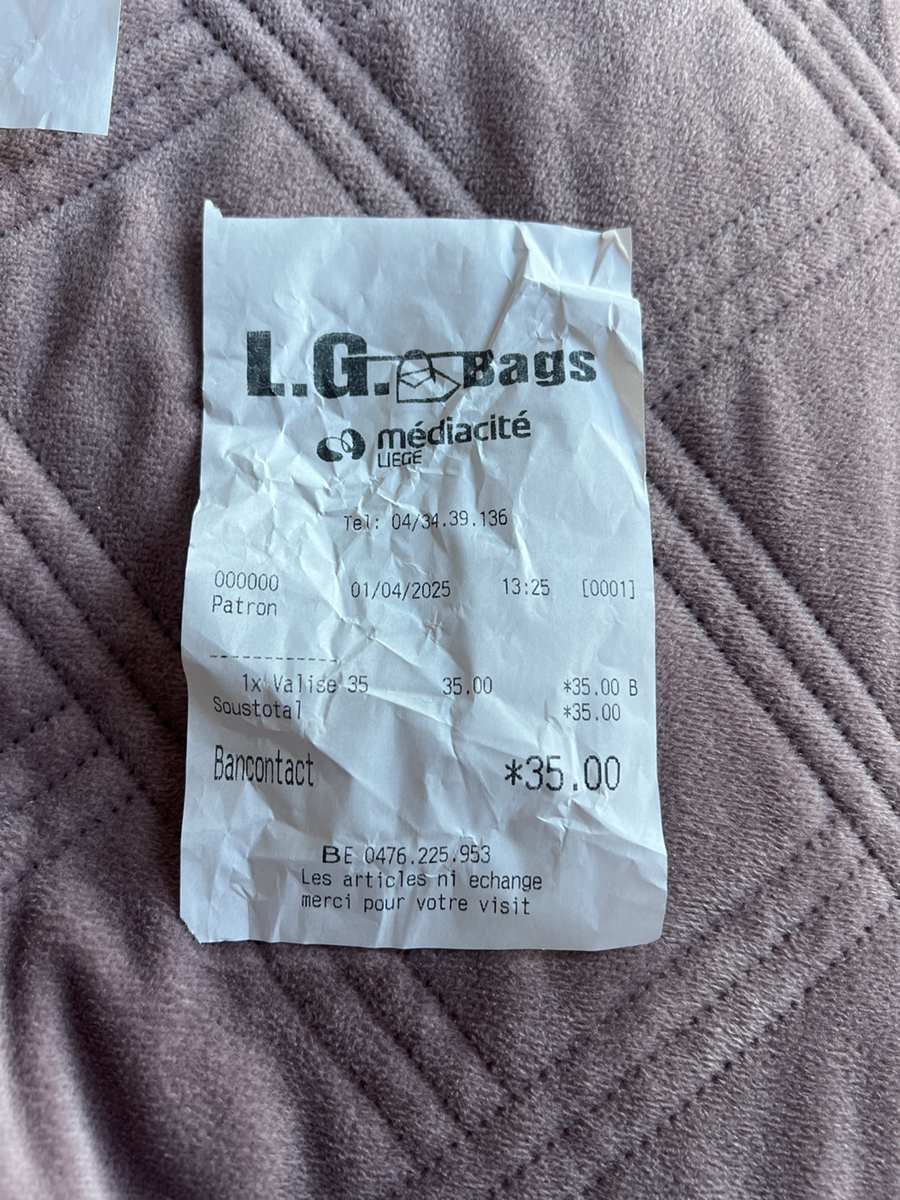 L.G. Bags
médiacité
LIEGE
Tel: 04/34.39.136
000000 01/04/2025 13:25 [0001]
Patron
1x Valise 35 35.00 *35.00 B
Soustotal *35.00
Bancontact *35.00
BE 0476.225.953
Les articles ni echange
merci pour votre visit